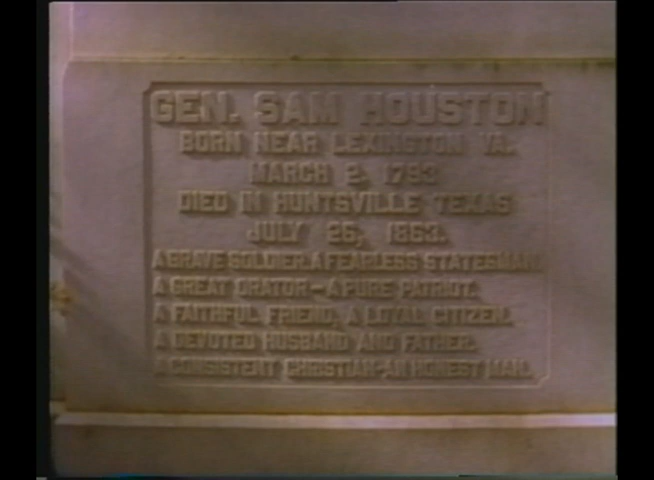 GEN. SAM HOUSTON
BORN NEAR LEXINGTON VA.
MARCH 2, 1793
DIED IN HUNTSVILLE TEXAS
JULY 26, 1863.
A BRAVE SOLDIER. A FEARLESS STATESMAN.
A GREAT ORATOR—A PURE PATRIOT.
A FAITHFUL FRIEND, A LOYAL CITIZEN.
A DEVOTED HUSBAND AND FATHER.
A CONSISTENT CHRISTIAN-AN HONEST MAN.